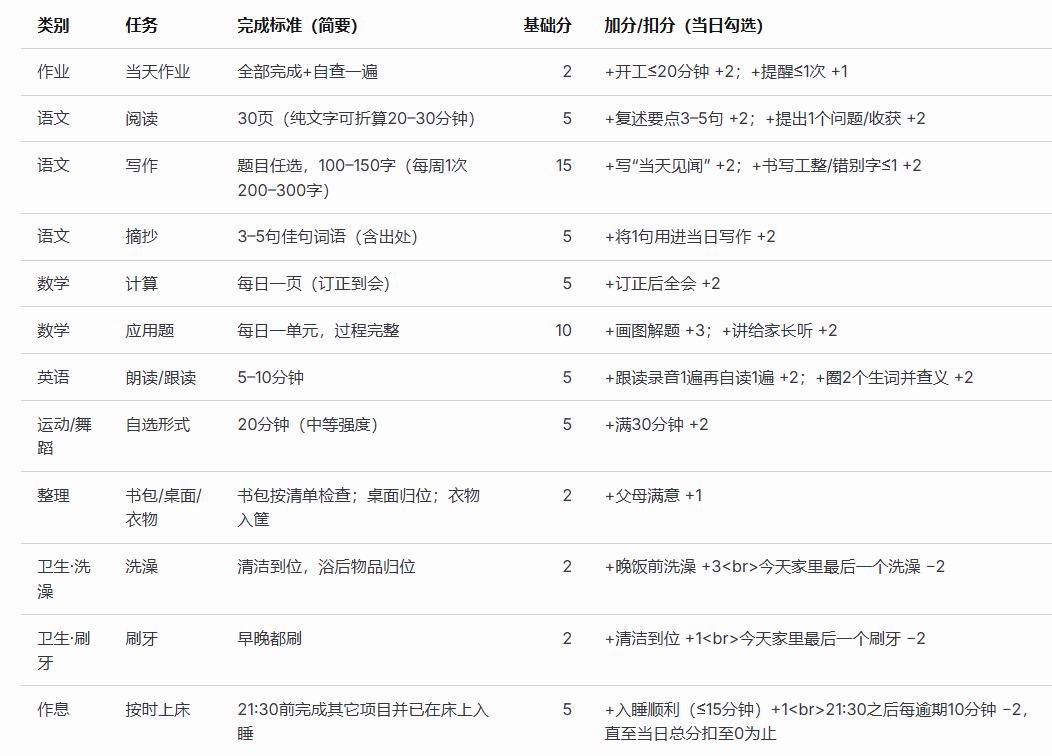 类别 任务 完成标准（简要） 基础分 加分/扣分（当日勾选）
作业 当天作业 全部完成+自查一遍 2 +开工≤20分钟 +2；+提醒≤1次 +1
语文 阅读 30页（纯文字可折算20–30分钟） 5 +复述要点3–5句 +2；+提出1个问题/收获 +2
语文 写作 题目任选，100–150字（每周1次 15 +写“当天见闻” +2；+书写工整/错别字≤1 +2
200–300字）
语文 摘抄 3–5句佳句词语（含出处） 5 +将1句用进当日写作 +2
数学 计算 每日一页（订正到会） 5 +订正后全会 +2
数学 应用题 每日一单元，过程完整 10 +画图解题 +3；+讲给家长听 +2
英语 朗读/跟读 5–10分钟 5 +跟读录音1遍再自读1遍 +2；+圈2个生词并查义 +2
运动/舞 自选形式 20分钟（中等强度） 5 +满30分钟 +2
蹈
整理 书包/桌面/ 书包按清单检查；桌面归位；衣物 2 +父母满意 +1
衣物 入筐
卫生·洗 洗澡 清洁到位，浴后物品归位 2 +晚饭前洗澡 +3<br>今天家里最后一个洗澡 −2
澡
卫生·刷 刷牙 早晚都刷 2 +清洁到位 +1<br>今天家里最后一个刷牙 −2
牙
作息 按时上床 21:30前完成其它项目并已在床上入 5 +入睡顺利（≤15分钟）+1<br>21:30之后每逾期10分钟 −2，
睡 直至当日总分扣至0为止